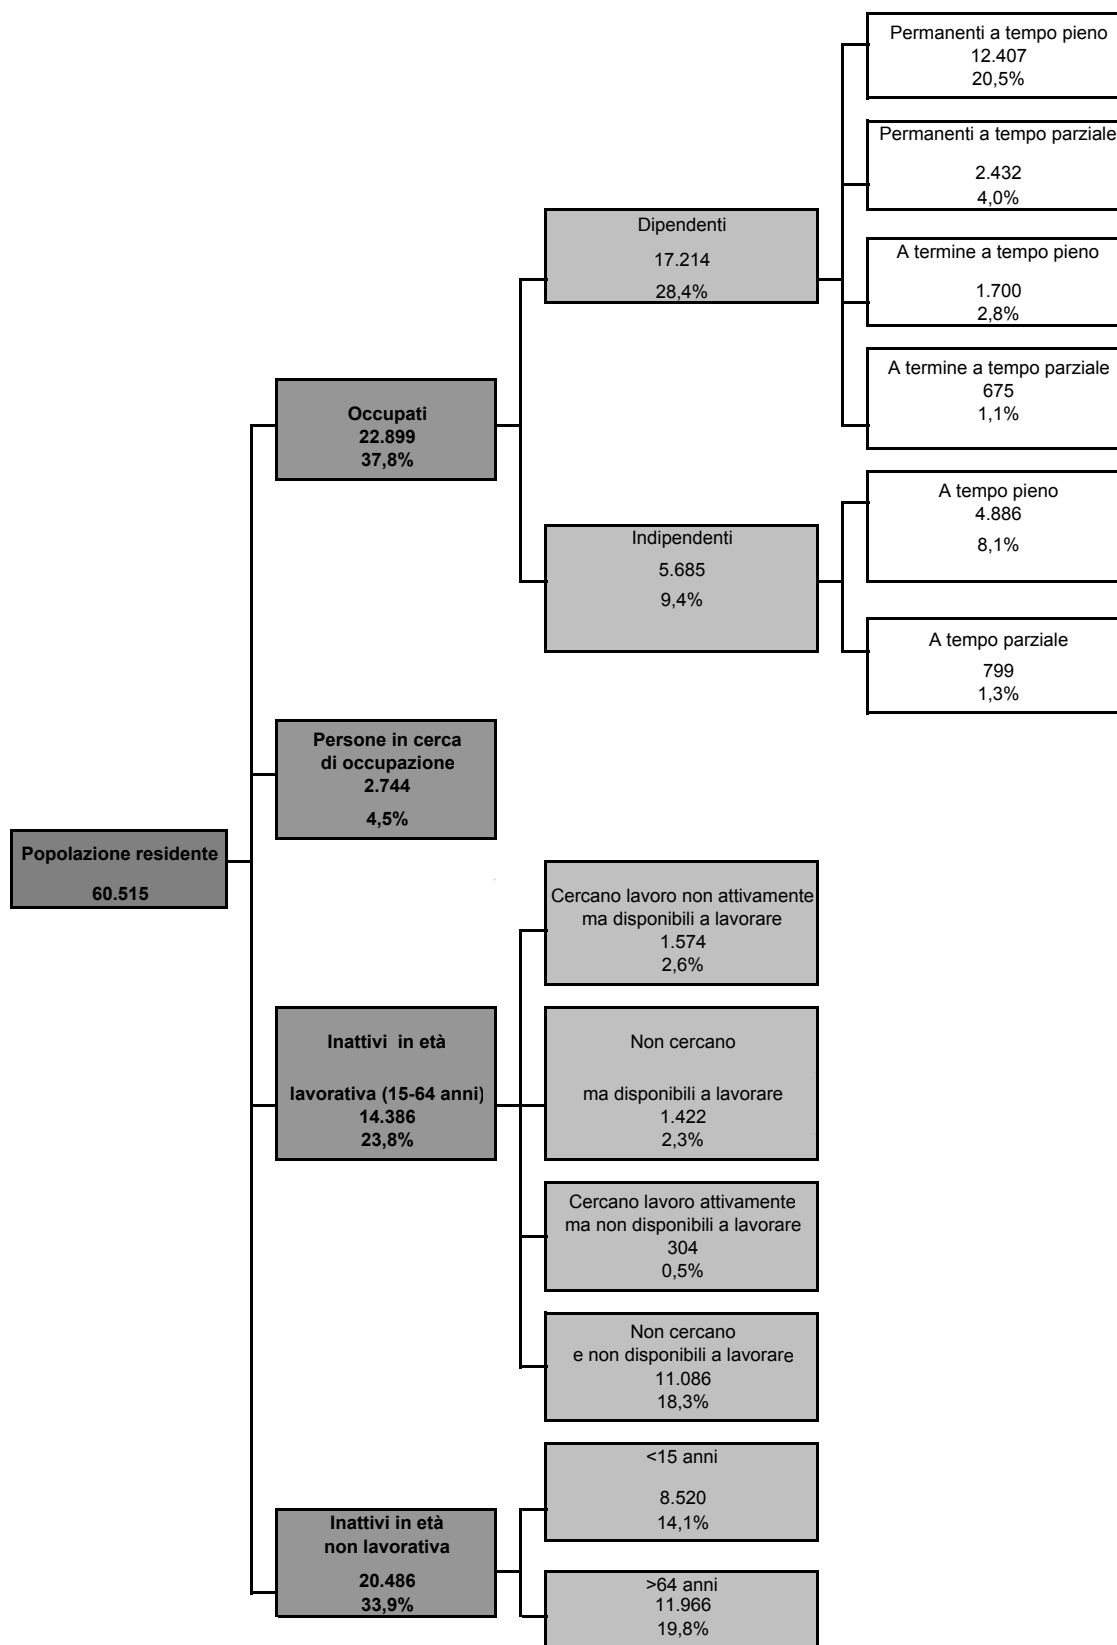 Popolazione residente
60.515
Occupati
22.899
37,8%
Dipendenti
17.214
28,4%
Permanenti a tempo pieno
12.407
20,5%
Permanenti a tempo parziale
2.432
4,0%
A termine a tempo pieno
1.700
2,8%
A termine a tempo parziale
675
1,1%
Indipendenti
5.685
9,4%
A tempo pieno
4.886
8,1%
A tempo parziale
799
1,3%
Persone in cerca
di occupazione
2.744
4,5%
Inattivi in età
lavorativa (15-64 anni)
14.386
23,8%
Cercano lavoro non attivamente
ma disponibili a lavorare
1.574
2,6%
Non cercano
ma disponibili a lavorare
1.422
2,3%
Cercano lavoro attivamente
ma non disponibili a lavorare
304
0,5%
Non cercano
e non disponibili a lavorare
11.086
18,3%
Inattivi in età
non lavorativa
20.486
33,9%
<15 anni
8.520
14,1%
>64 anni
11.966
19,8%